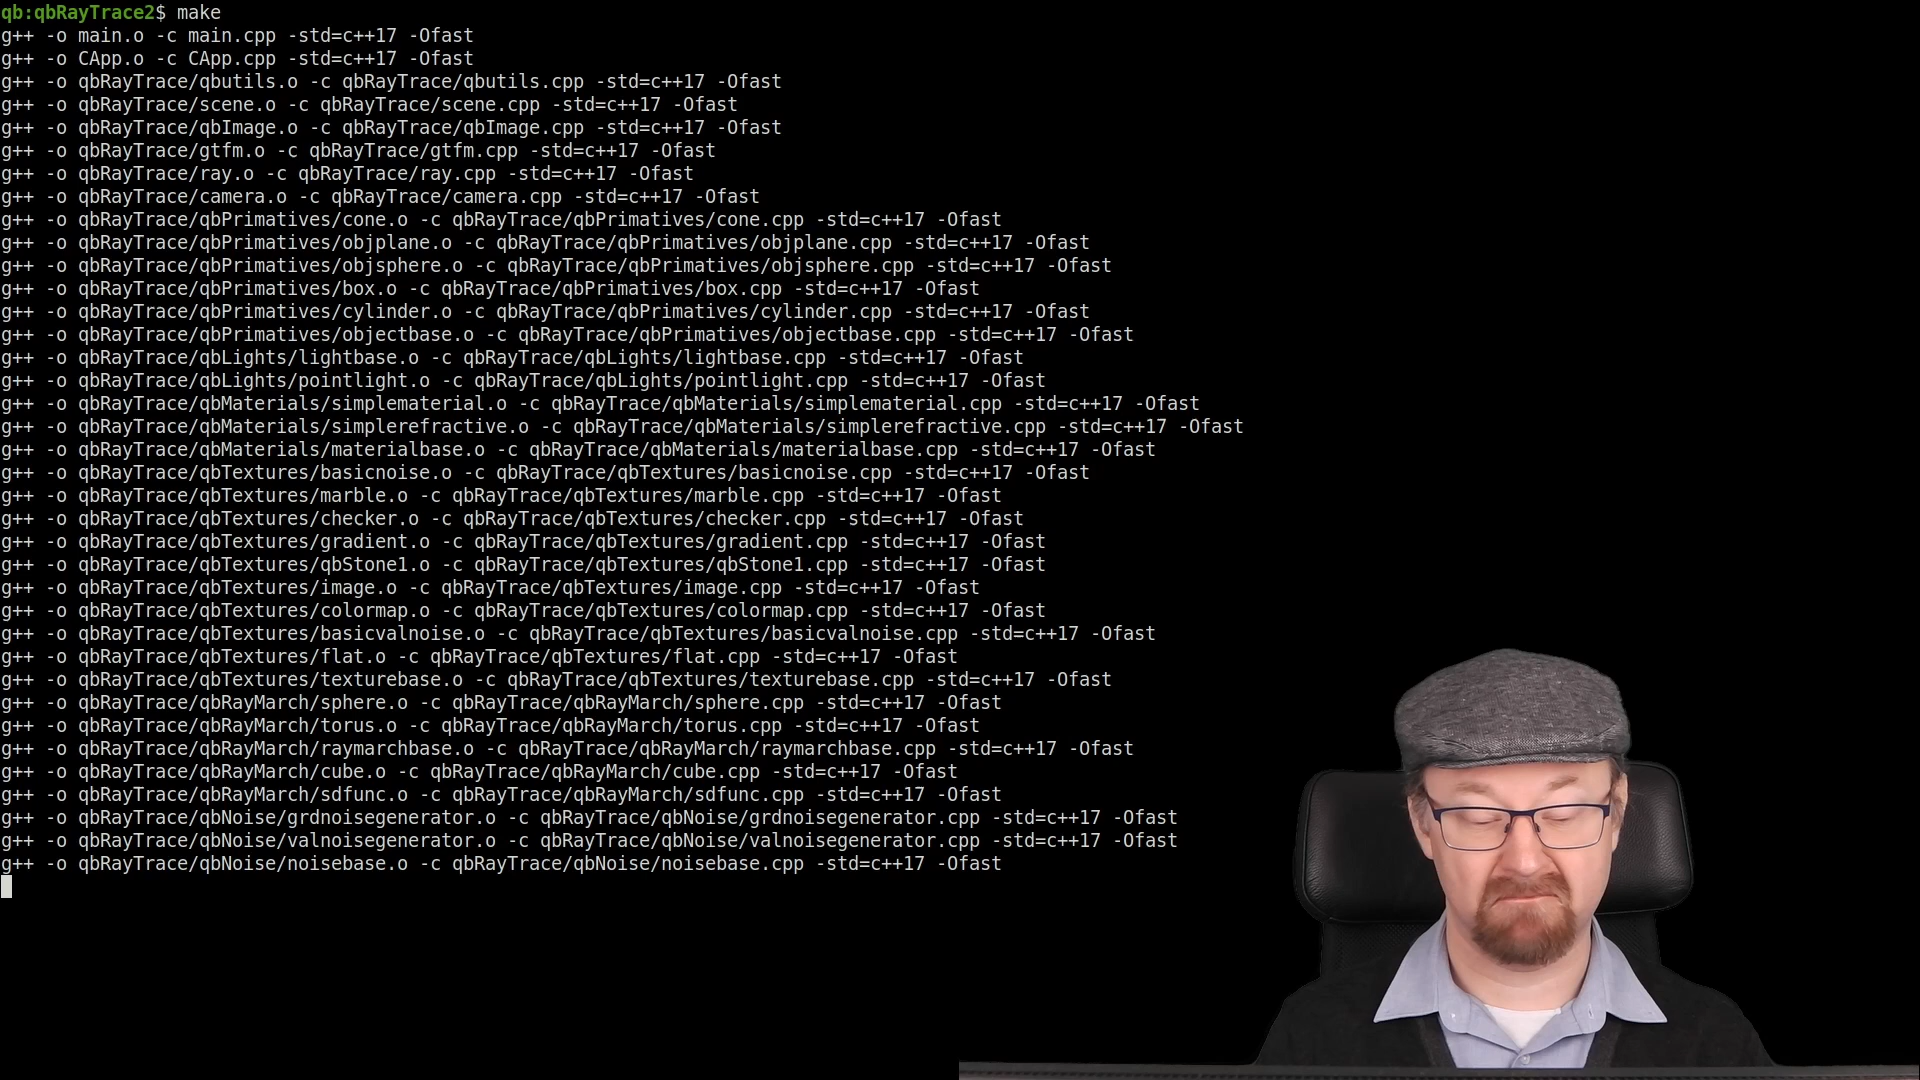 qb:qbRayTrace2$ make
g++ -o main.o -c main.cpp -std=c++17 -Ofast
g++ -o CApp.o -c CApp.cpp -std=c++17 -Ofast
g++ -o qbRayTrace/qbutils.o -c qbRayTrace/qbutils.cpp -std=c++17 -Ofast
g++ -o qbRayTrace/scene.o -c qbRayTrace/scene.cpp -std=c++17 -Ofast
g++ -o qbRayTrace/qbImage.o -c qbRayTrace/qbImage.cpp -std=c++17 -Ofast
g++ -o qbRayTrace/gtfm.o -c qbRayTrace/gtfm.cpp -std=c++17 -Ofast
g++ -o qbRayTrace/ray.o -c qbRayTrace/ray.cpp -std=c++17 -Ofast
g++ -o qbRayTrace/camera.o -c qbRayTrace/camera.cpp -std=c++17 -Ofast
g++ -o qbRayTrace/qbPrimatives/cone.o -c qbRayTrace/qbPrimatives/cone.cpp -std=c++17 -Ofast
g++ -o qbRayTrace/qbPrimatives/objplane.o -c qbRayTrace/qbPrimatives/objplane.cpp -std=c++17 -Ofast
g++ -o qbRayTrace/qbPrimatives/objsphere.o -c qbRayTrace/qbPrimatives/objsphere.cpp -std=c++17 -Ofast
g++ -o qbRayTrace/qbPrimatives/box.o -c qbRayTrace/qbPrimatives/box.cpp -std=c++17 -Ofast
g++ -o qbRayTrace/qbPrimatives/cylinder.o -c qbRayTrace/qbPrimatives/cylinder.cpp -std=c++17 -Ofast
g++ -o qbRayTrace/qbPrimatives/objectbase.o -c qbRayTrace/qbPrimatives/objectbase.cpp -std=c++17 -Ofast
g++ -o qbRayTrace/qbLights/lightbase.o -c qbRayTrace/qbLights/lightbase.cpp -std=c++17 -Ofast
g++ -o qbRayTrace/qbLights/pointlight.o -c qbRayTrace/qbLights/pointlight.cpp -std=c++17 -Ofast
g++ -o qbRayTrace/qbMaterials/simplematerial.o -c qbRayTrace/qbMaterials/simplematerial.cpp -std=c++17 -Ofast
g++ -o qbRayTrace/qbMaterials/simplerefractive.o -c qbRayTrace/qbMaterials/simplerefractive.cpp -std=c++17 -Ofast
g++ -o qbRayTrace/qbMaterials/materialbase.o -c qbRayTrace/qbMaterials/materialbase.cpp -std=c++17 -Ofast
g++ -o qbRayTrace/qbTextures/basicnoise.o -c qbRayTrace/qbTextures/basicnoise.cpp -std=c++17 -Ofast
g++ -o qbRayTrace/qbTextures/marble.o -c qbRayTrace/qbTextures/marble.cpp -std=c++17 -Ofast
g++ -o qbRayTrace/qbTextures/checker.o -c qbRayTrace/qbTextures/checker.cpp -std=c++17 -Ofast
g++ -o qbRayTrace/qbTextures/gradient.o -c qbRayTrace/qbTextures/gradient.cpp -std=c++17 -Ofast
g++ -o qbRayTrace/qbTextures/qbStone1.o -c qbRayTrace/qbTextures/qbStone1.cpp -std=c++17 -Ofast
g++ -o qbRayTrace/qbTextures/image.o -c qbRayTrace/qbTextures/image.cpp -std=c++17 -Ofast
g++ -o qbRayTrace/qbTextures/colormap.o -c qbRayTrace/qbTextures/colormap.cpp -std=c++17 -Ofast
g++ -o qbRayTrace/qbTextures/basicvalnoise.o -c qbRayTrace/qbTextures/basicvalnoise.cpp -std=c++17 -Ofast
g++ -o qbRayTrace/qbTextures/flat.o -c qbRayTrace/qbTextures/flat.cpp -std=c++17 -Ofast
g++ -o qbRayTrace/qbTextures/texturebase.o -c qbRayTrace/qbTextures/texturebase.cpp -std=c++17 -Ofast
g++ -o qbRayTrace/qbRayMarch/sphere.o -c qbRayTrace/qbRayMarch/sphere.cpp -std=c++17 -Ofast
g++ -o qbRayTrace/qbRayMarch/torus.o -c qbRayTrace/qbRayMarch/torus.cpp -std=c++17 -Ofast
g++ -o qbRayTrace/qbRayMarch/raymarchbase.o -c qbRayTrace/qbRayMarch/raymarchbase.cpp -std=c++17 -Ofast
g++ -o qbRayTrace/qbRayMarch/cube.o -c qbRayTrace/qbRayMarch/cube.cpp -std=c++17 -Ofast
g++ -o qbRayTrace/qbRayMarch/sdfunc.o -c qbRayTrace/qbRayMarch/sdfunc.cpp -std=c++17 -Ofast
g++ -o qbRayTrace/qbNoise/grdnoisegenerator.o -c qbRayTrace/qbNoise/grdnoisegenerator.cpp -std=c++17 -Ofast
g++ -o qbRayTrace/qbNoise/valnoisegenerator.o -c qbRayTrace/qbNoise/valnoisegenerator.cpp -std=c++17 -Ofast
g++ -o qbRayTrace/qbNoise/noisebase.o -c qbRayTrace/qbNoise/noisebase.cpp -std=c++17 -Ofast